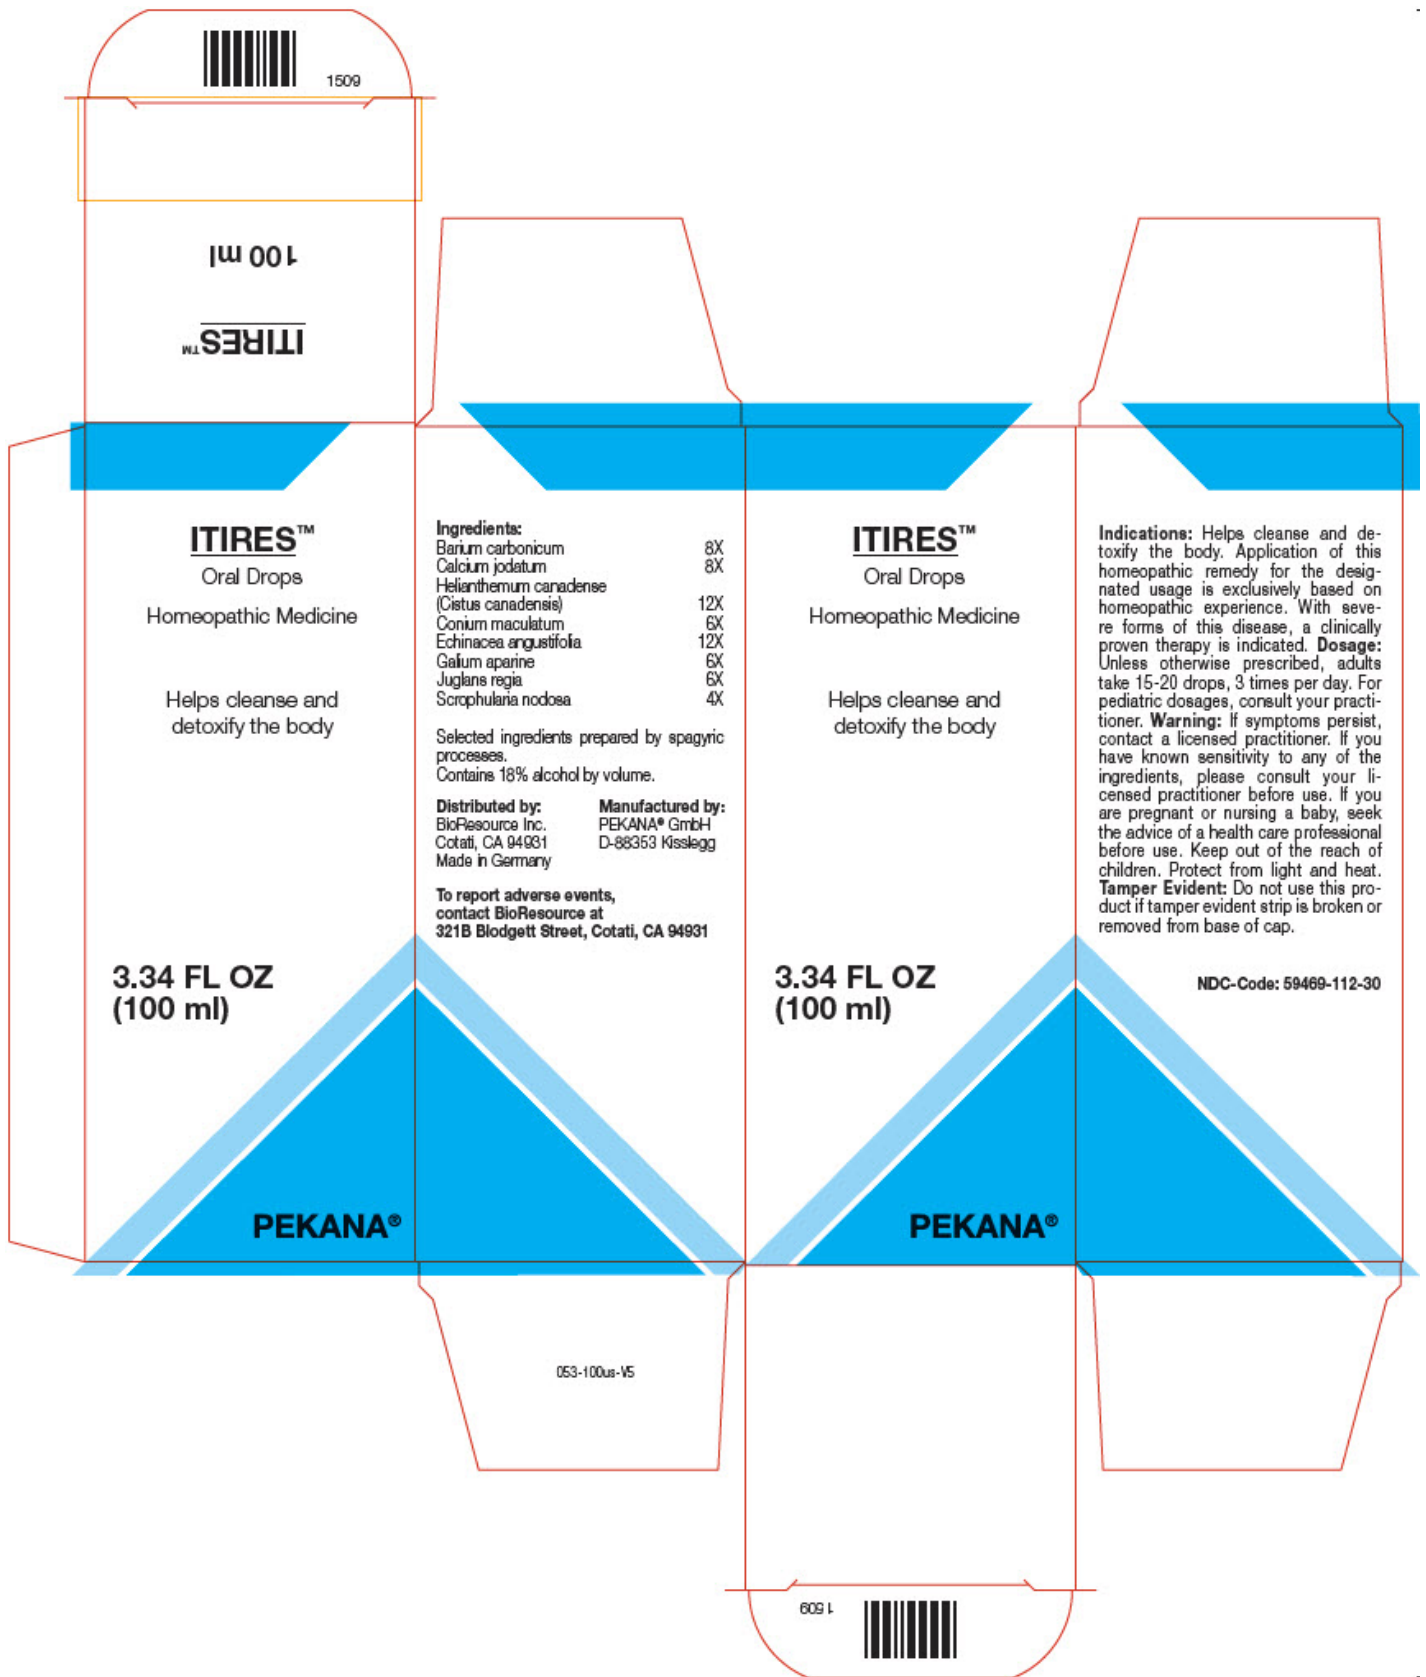 1509
100 ml
ITIRES™
ITIRES™
Oral Drops
Homeopathic Medicine
Helps cleanse and
detoxify the body
3.34 FL OZ
(100 ml)
PEKANA®
Ingredients:
Barium carbonicum 8X
Calcium jodatum 8X
Helianthemum canadense
(Cistus canadensis) 12X
Conium maculatum 6X
Echinacea angustifolia 12X
Galium aparine 6X
Juglans regia 6X
Scrophularia nodosa 4X
Selected ingredients prepared by spagyric
processes.
Contains 18% alcohol by volume.
Distributed by: Manufactured by:
BioResource Inc. PEKANA® GmbH
Cotati, CA 94931 D-88353 Kisslegg
Made in Germany
To report adverse events,
contact BioResource at
321B Blodgett Street, Cotati, CA 94931
053-100us-V5
ITIRES™
Oral Drops
Homeopathic Medicine
Helps cleanse and
detoxify the body
3.34 FL OZ
(100 ml)
PEKANA®
Indications: Helps cleanse and de-
toxify the body. Application of this
homeopathic remedy for the desig-
nated usage is exclusively based on
homeopathic experience. With seve-
re forms of this disease, a clinically
proven therapy is indicated. Dosage:
Unless otherwise prescribed, adults
take 15-20 drops, 3 times per day. For
pediatric dosages, consult your practi-
tioner. Warning: If symptoms persist,
contact a licensed practitioner. If you
have known sensitivity to any of the
ingredients, please consult your li-
censed practitioner before use. If you
are pregnant or nursing a baby, seek
the advice of a health care professional
before use. Keep out of the reach of
children. Protect from light and heat.
Tamper Evident: Do not use this pro-
duct if tamper evident strip is broken or
removed from base of cap.
NDC-Code: 59469-112-30
1509